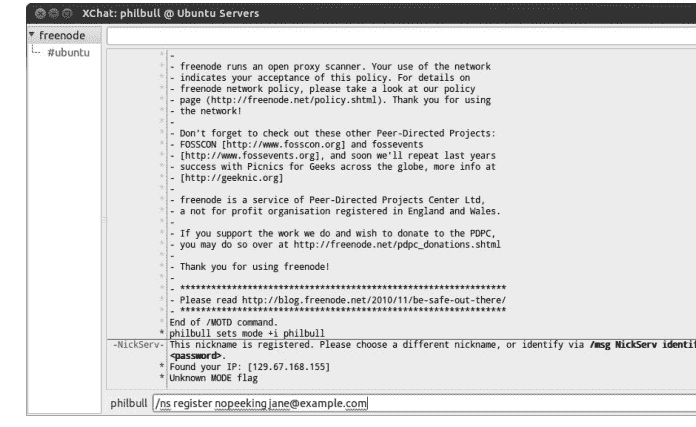 XChat: philbull @ Ubuntu Servers
freenode
#ubuntu
* -
* - freenode runs an open proxy scanner. Your use of the network
* - indicates your acceptance of this policy. For details on
* - freenode network policy, please take a look at our policy
* - page (http://freenode.net/policy.shtml). Thank you for using
* - the network!
* -
* - Don't forget to check out these other Peer-Directed Projects:
* - FOSSCON [http://www.fosscon.org] and fossevents
* - [http://www.fossevents.org], and soon we'll repeat last years
* - success with Picnics for Geeks across the globe, more info at
* - [http://geeknic.org]
* -
* - freenode is a service of Peer-Directed Projects Center Ltd,
* - a not for profit organisation registered in England and Wales.
* -
* - If you support the work we do and wish to donate to the PDPC,
* - you may do so over at http://freenode.net/pdpc_donations.shtml
* -
* - Thank you for using freenode!
* -
* - ************************************************************
* - Please read http://blog.freenode.net/2010/11/be-safe-out-there/
* - ************************************************************
* End of /MOTD command.
* philbull sets mode +i philbull
-NickServ- This nickname is registered. Please choose a different nickname, or identify via /msg NickServ identif
<password>.
* Found your IP: [129.67.168.155]
* Unknown MODE flag
philbull /ns register nopeeking jane@example.com